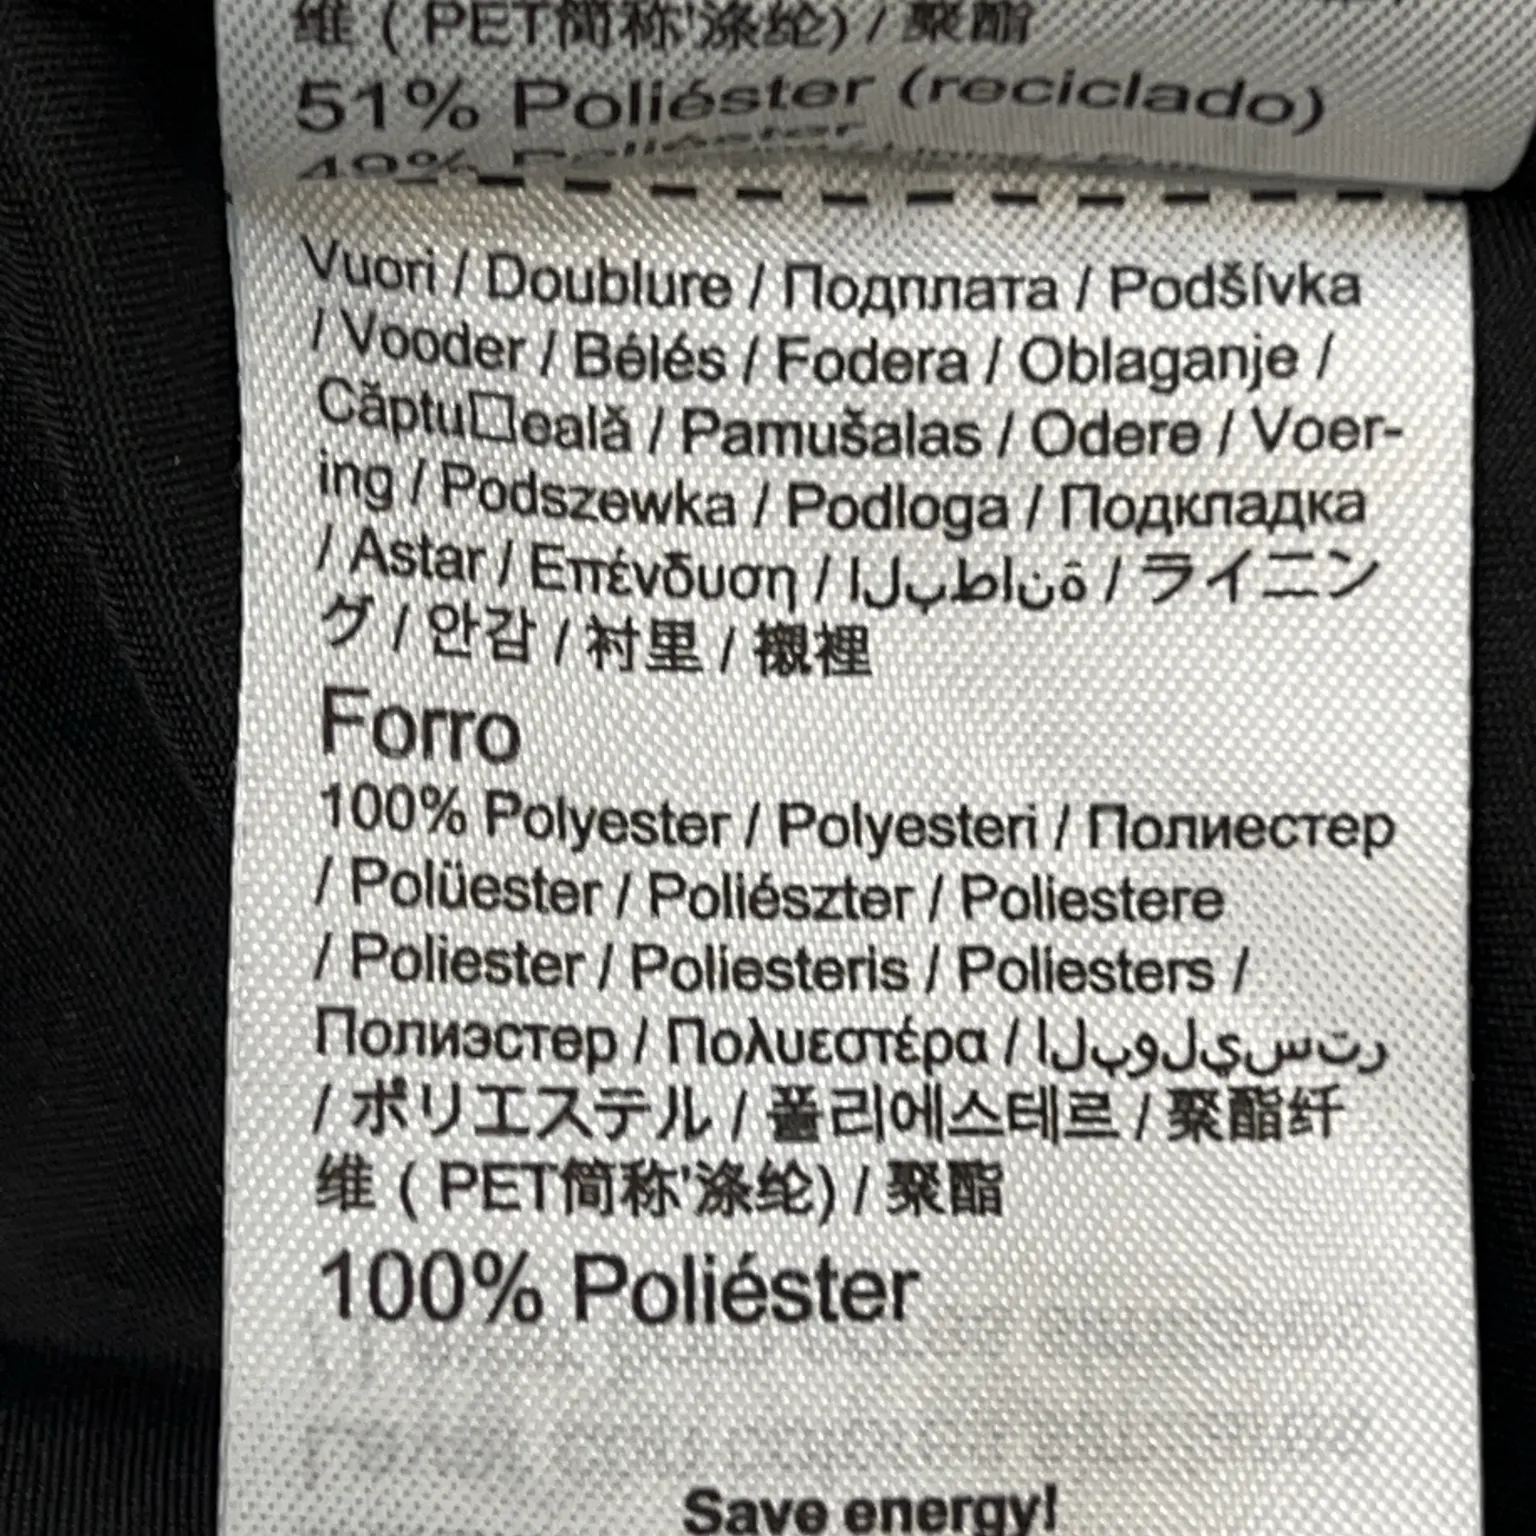 维 ( PET简称'涤纶) / 聚酯
51% Poliéster (reciclado)
49% Poliéster
Vuori / Doublure / Подплата / Podšívka
/ Vooder / Bélés / Fodera / Oblaganje /
Căptu□eală / Pamušalas / Odere / Voer-
ing / Podszewka / Podloga / Подкладка
/ Astar / Επένδυση / البطانة / ライニン
グ / 안감 / 衬里 / 襯裡
Forro
100% Polyester / Polyesteri / Полиестер
/ Polüester / Poliészter / Poliestere
/ Poliester / Poliesteris / Poliesters /
Полиэстер / Πολυεστέρα / البوليستر
/ ポリエステル / 폴리에스테르 / 聚酯纤
维 ( PET简称'涤纶) / 聚酯
100% Poliéster
Save energy!